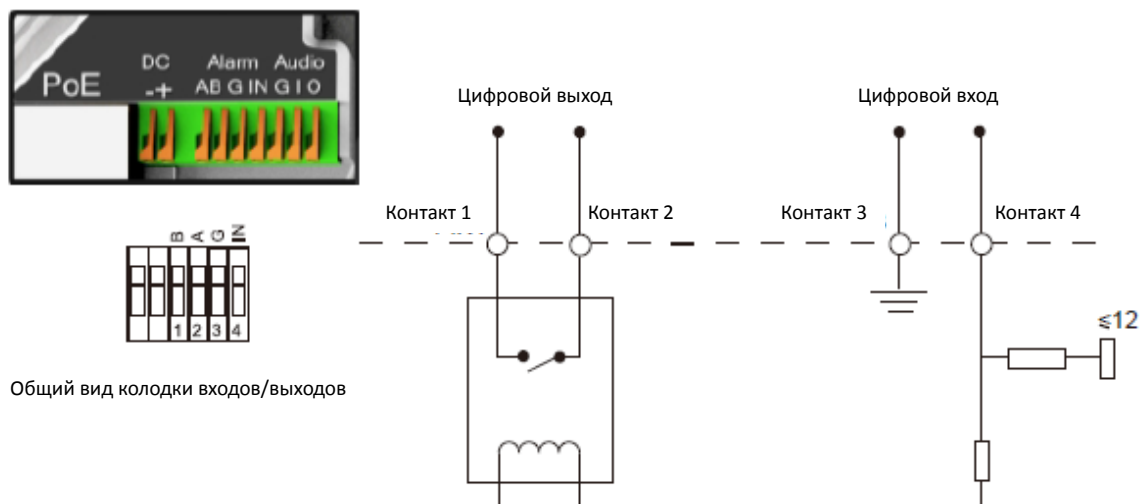 DC Alarm Audio
PoE -+ AB G IN G I O
Цифровой выход
Цифровой вход
Контакт 1
Контакт 2
Контакт 3
Контакт 4
B A G IN
1 2 3 4
≤12
Общий вид колодки входов/выходов